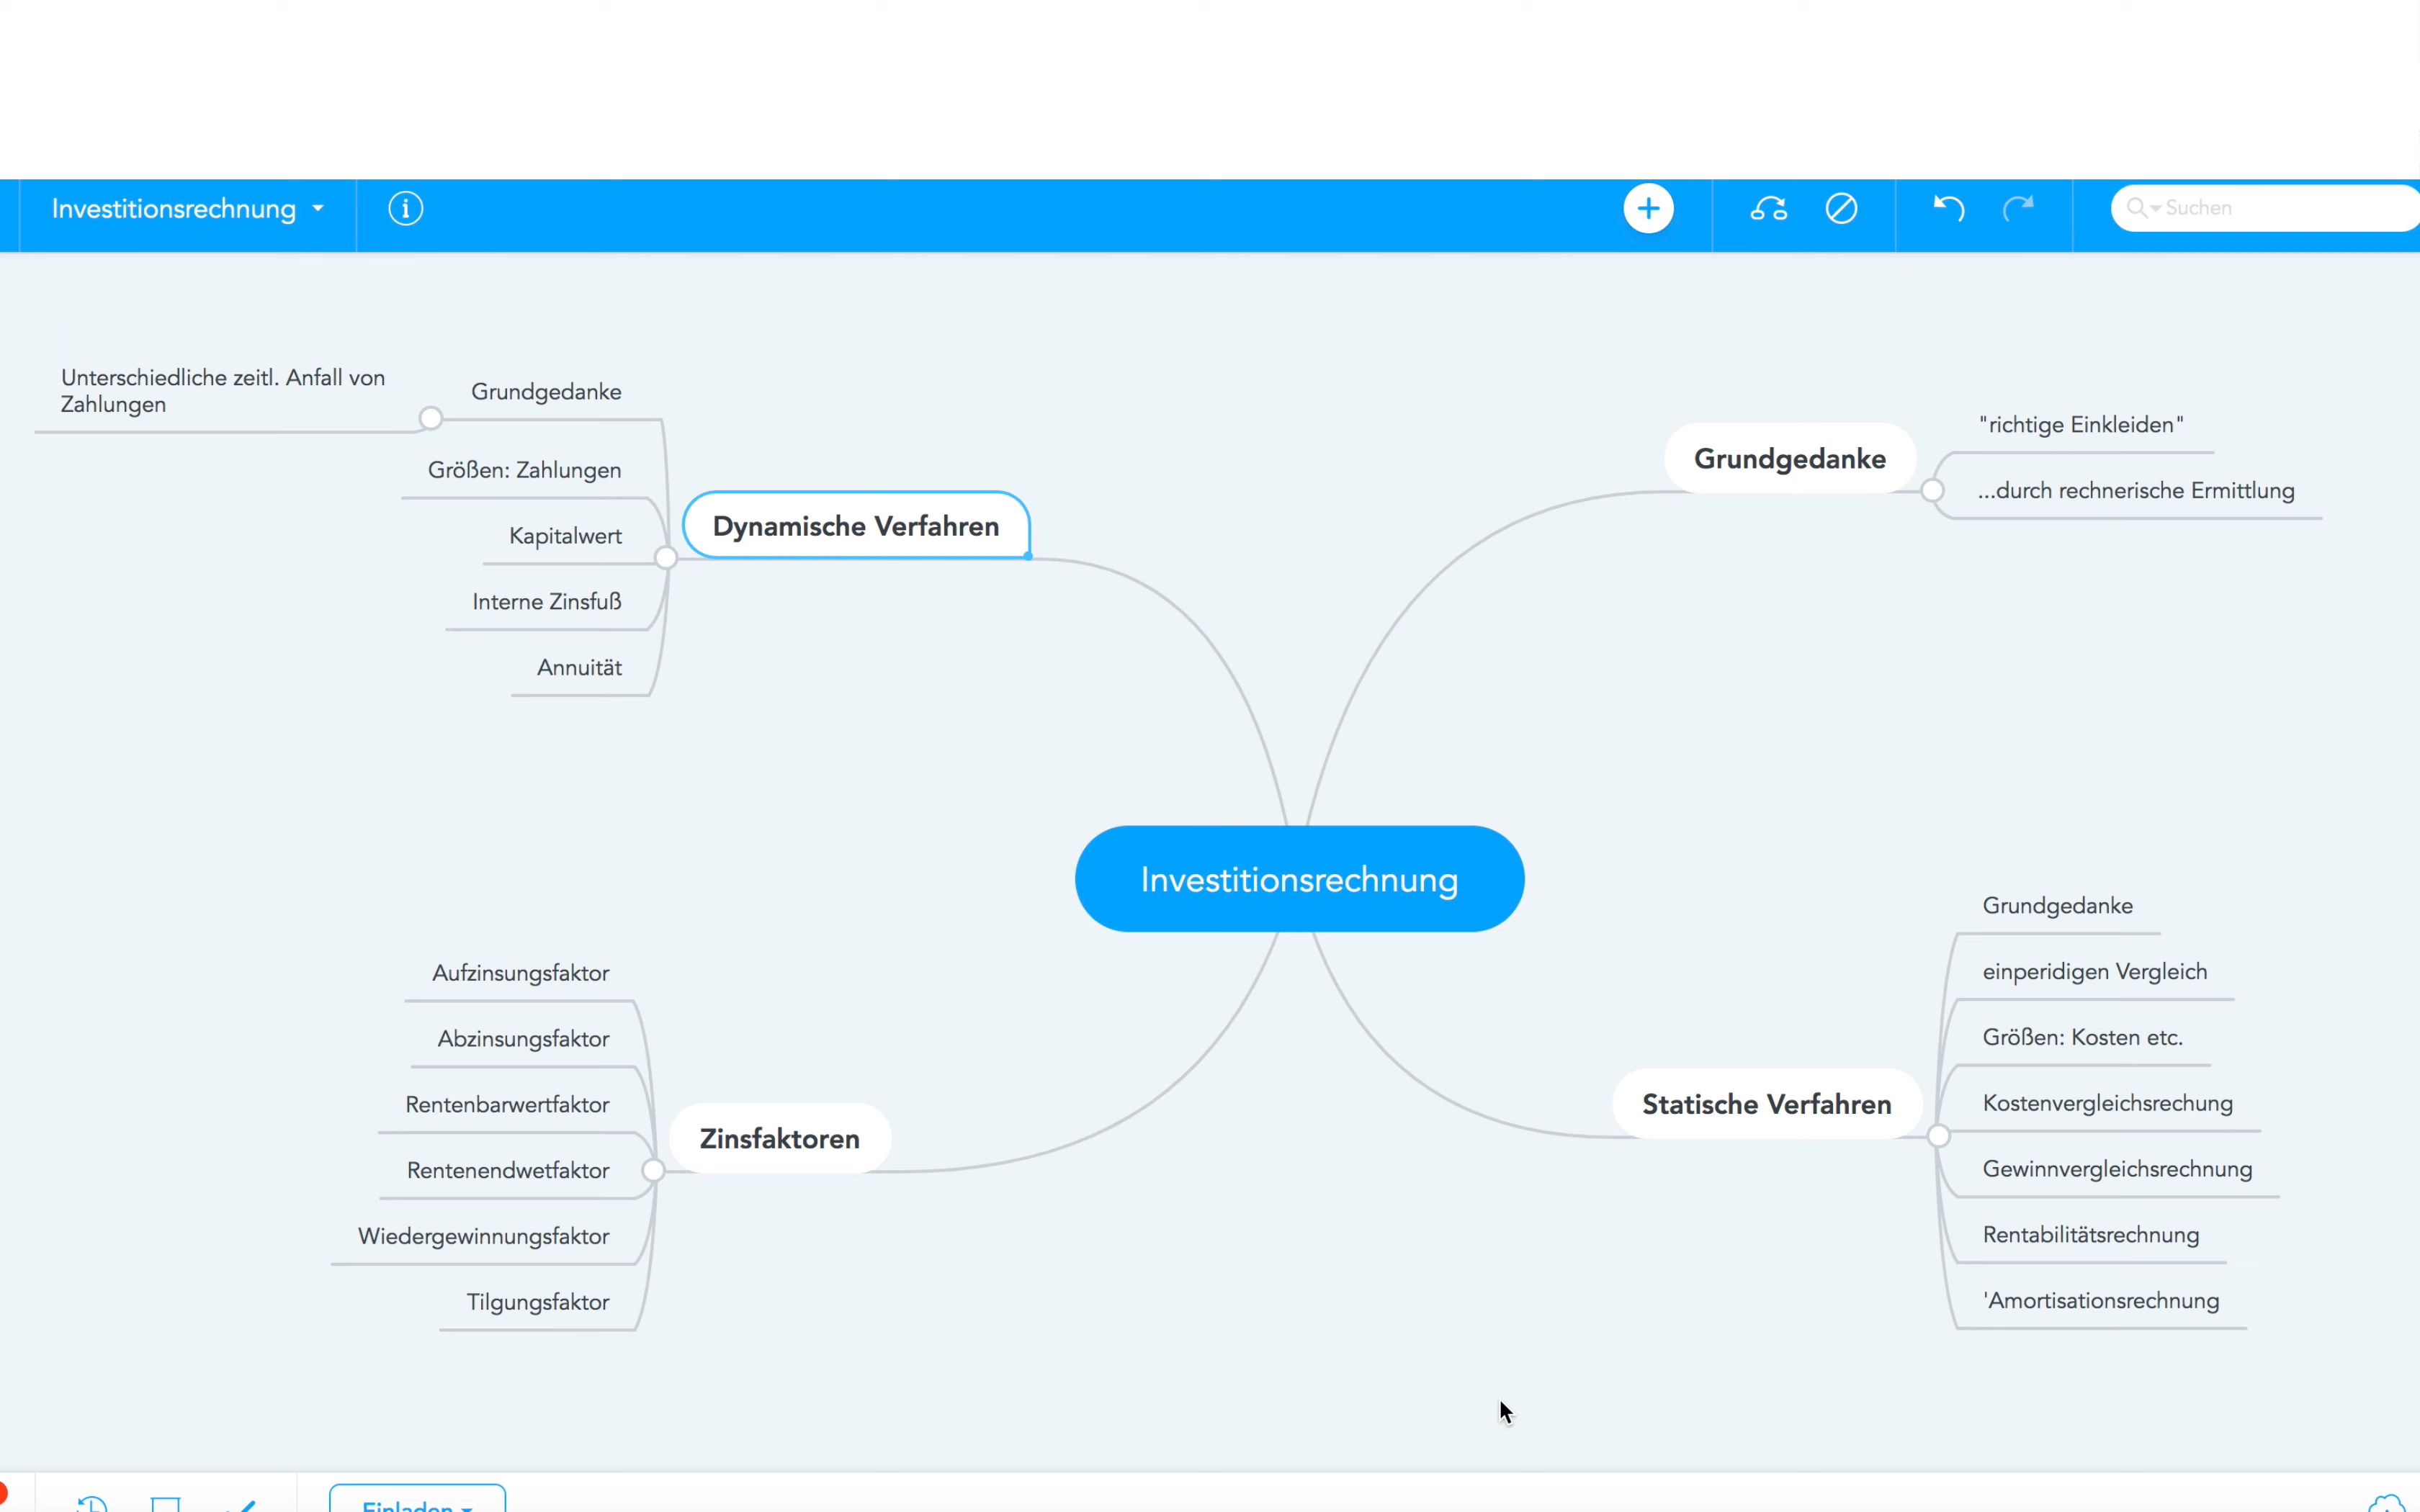 Investitionsrechnung
Suchen
Unterschiedliche zeitl. Anfall von
Zahlungen
Grundgedanke
Größen: Zahlungen
Kapitalwert
Interne Zinsfuß
Annuität
Dynamische Verfahren
Grundgedanke
"richtige Einkleiden"
...durch rechnerische Ermittlung
Investitionsrechnung
Aufzinsungsfaktor
Abzinsungsfaktor
Rentenbarwertfaktor
Rentenendwetfaktor
Wiedergewinnungsfaktor
Tilgungsfaktor
Zinsfaktoren
Statische Verfahren
Grundgedanke
einperidigen Vergleich
Größen: Kosten etc.
Kostenvergleichsrechung
Gewinnvergleichsrechnung
Rentabilitätsrechnung
'Amortisationsrechnung
Einladen